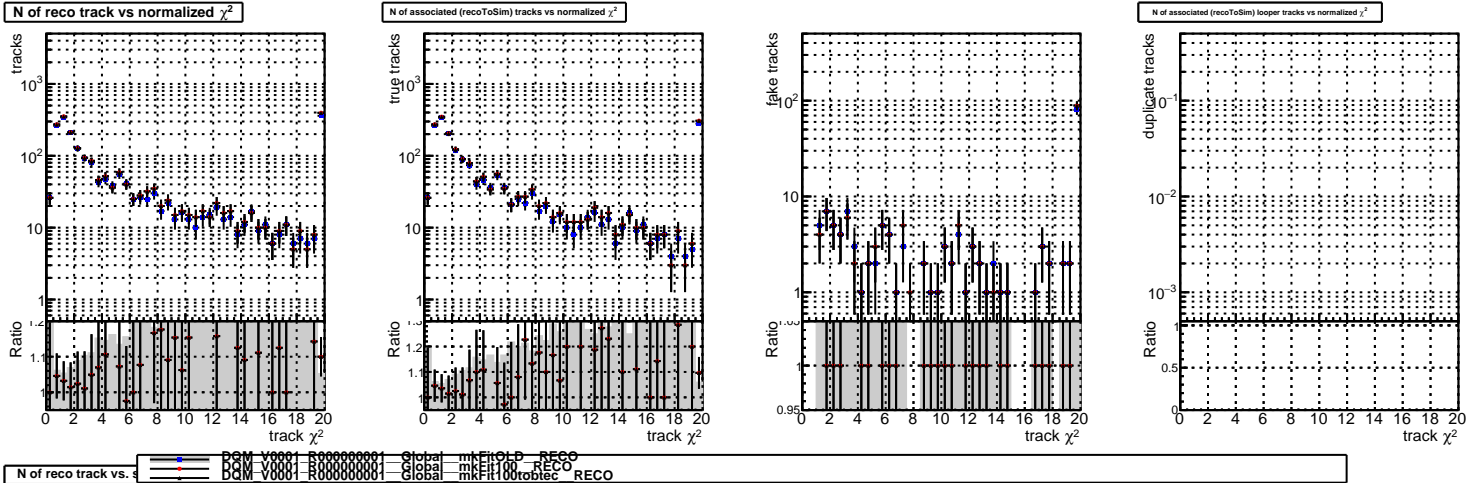 N of reco track vs normalized χ²
N of associated (recoToSim) tracks vs normalized χ²
N of associated (recoToSim) looper tracks vs normalized χ²
tracks
10³
10²
10
1
Ratio
1.2
1.1
1
0 2 4 6 8 10 12 14 16 18 20
track χ²
true tracks
10³
10²
10
1
Ratio
1.3
1.2
1.1
1
0 2 4 6 8 10 12 14 16 18 20
track χ²
fake tracks
10²
10
1
Ratio
1.05
1
0.95
0 2 4 6 8 10 12 14 16 18 20
track χ²
duplicate tracks
10⁻¹
10⁻²
10⁻³
Ratio
1
0.5
0
0 2 4 6 8 10 12 14 16 18 20
track χ²
DQM_V0001_R000000001__Global__mkFitOLD__RECO
DQM_V0001_R000000001__Global__mkFit100__RECO
DQM_V0001_R000000001__Global__mkFit100tobtec__RECO
N of reco track vs.